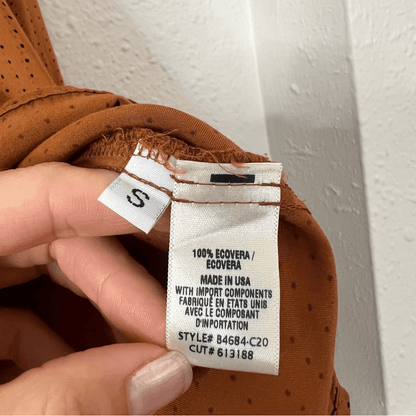 S
100% ECOVERA /
ECOVERA
MADE IN USA
WITH IMPORT COMPONENTS
FABRIQUÉ EN ETATS UNIS
AVEC LE COMPOSANT
D'INPORTATION
STYLE# B4684-C20
CUT# 613188